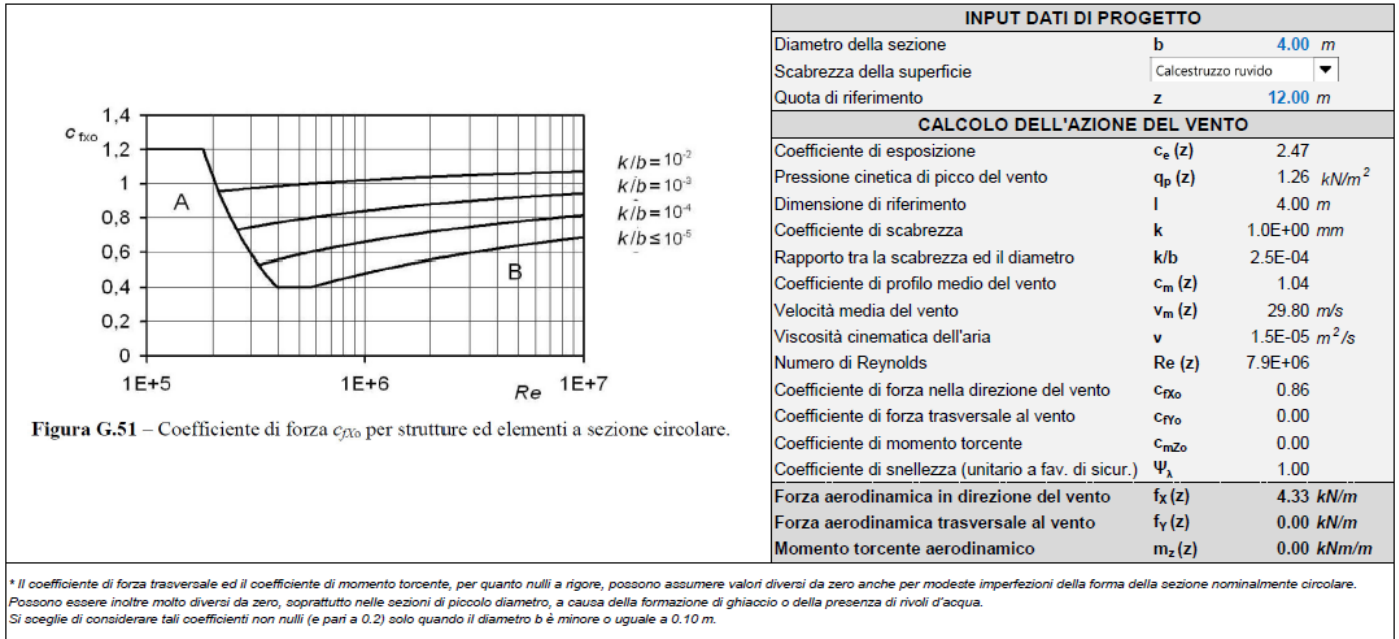 c fxo
1,4
1,2
1
0,8
0,6
0,4
0,2
0
A
B
k/b = 10-2
k/b = 10-3
k/b = 10-4
k/b ≤ 10-5
1E+5 1E+6 Re 1E+7
Figura G.51 – Coefficiente di forza cfXo per strutture ed elementi a sezione circolare.
INPUT DATI DI PROGETTO
Diametro della sezione b 4.00 m
Scabrezza della superficie Calcestruzzo ruvido
Quota di riferimento z 12.00 m
CALCOLO DELL'AZIONE DEL VENTO
Coefficiente di esposizione ce (z) 2.47
Pressione cinetica di picco del vento qp (z) 1.26 kN/m2
Dimensione di riferimento l 4.00 m
Coefficiente di scabrezza k 1.0E+00 mm
Rapporto tra la scabrezza ed il diametro k/b 2.5E-04
Coefficiente di profilo medio del vento cm (z) 1.04
Velocità media del vento vm (z) 29.80 m/s
Viscosità cinematica dell'aria ν 1.5E-05 m2/s
Numero di Reynolds Re (z) 7.9E+06
Coefficiente di forza nella direzione del vento cfXo 0.86
Coefficiente di forza trasversale al vento cfYo 0.00
Coefficiente di momento torcente cmZo 0.00
Coefficiente di snellezza (unitario a fav. di sicur.) Ψλ 1.00
Forza aerodinamica in direzione del vento fX (z) 4.33 kN/m
Forza aerodinamica trasversale al vento fY (z) 0.00 kN/m
Momento torcente aerodinamico mz (z) 0.00 kNm/m
* Il coefficiente di forza trasversale ed il coefficiente di momento torcente, per quanto nulli a rigore, possono assumere valori diversi da zero anche per modeste imperfezioni della forma della sezione nominalmente circolare.
Possono essere inoltre molto diversi da zero, soprattutto nelle sezioni di piccolo diametro, a causa della formazione di ghiaccio o della presenza di rivoli d'acqua.
Si sceglie di considerare tali coefficienti non nulli (e pari a 0.2) solo quando il diametro b è minore o uguale a 0.10 m.